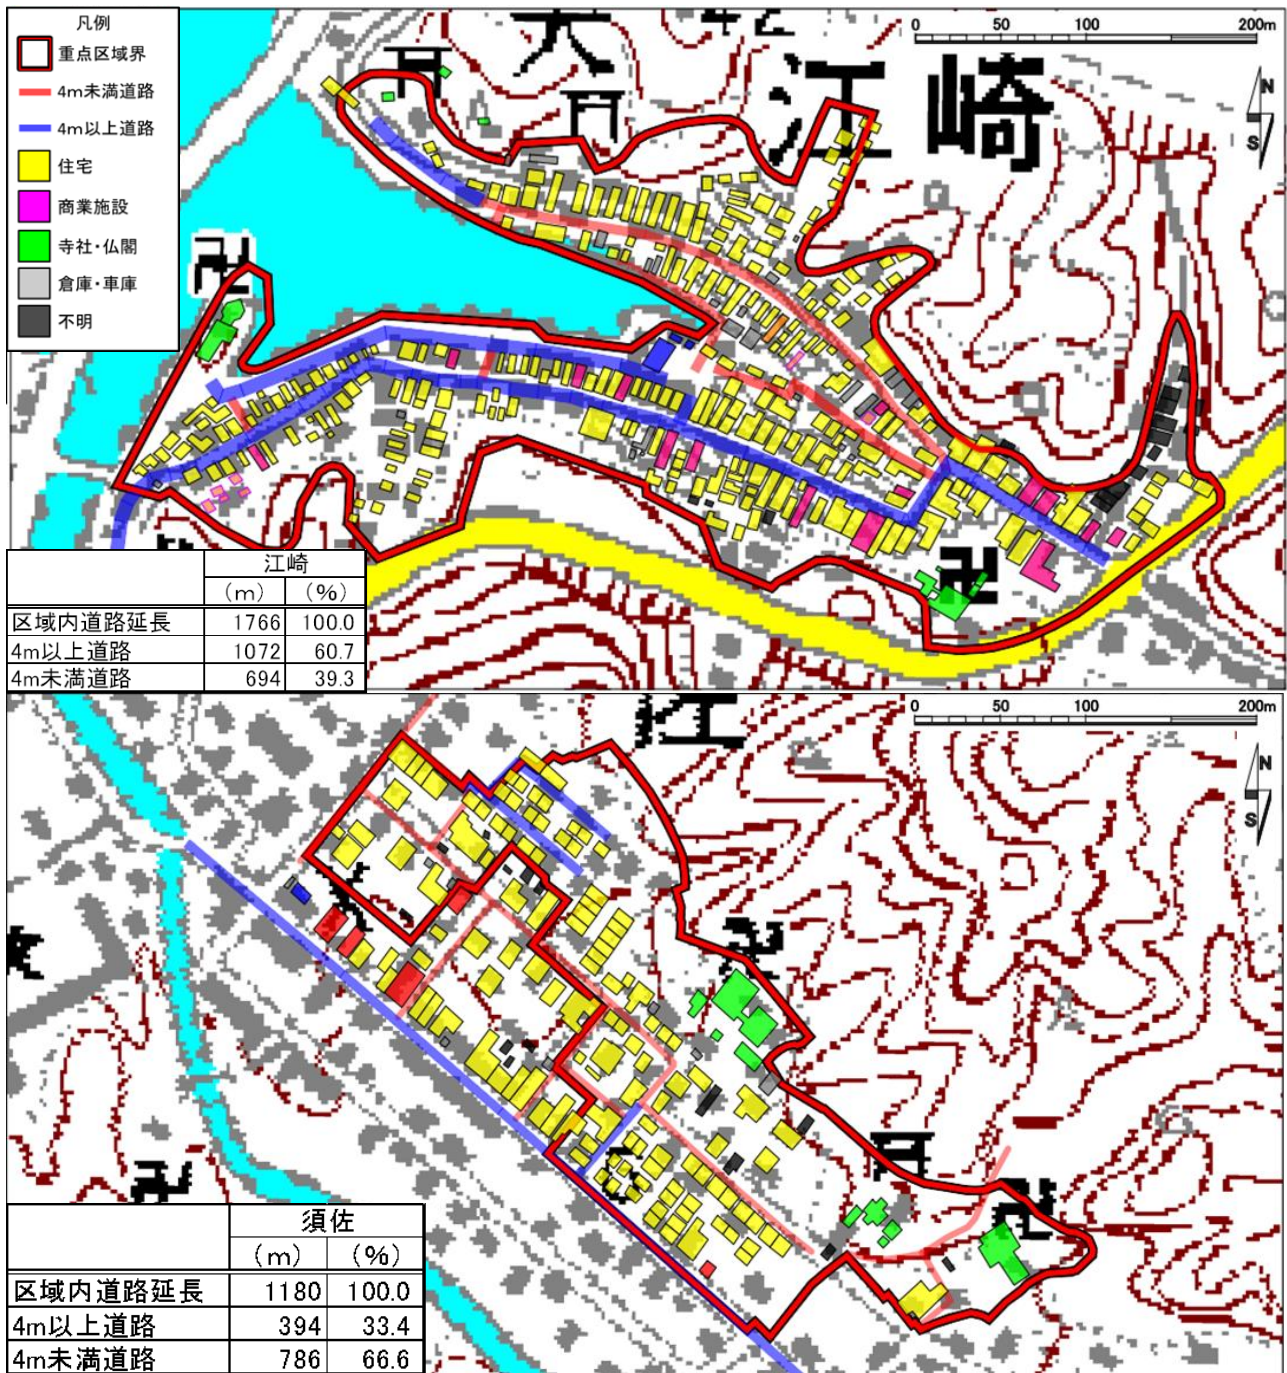 凡例
重点区域界
4m未満道路
4m以上道路
住宅
商業施設
寺社・仏閣
倉庫・車庫
不明
0 50 100 200m
N
S
江崎
江崎
(m) (%)
区域内道路延長 1766 100.0
4m以上道路 1072 60.7
4m未満道路 694 39.3
0 50 100 200m
N
S
須佐
(m) (%)
区域内道路延長 1180 100.0
4m以上道路 394 33.4
4m未満道路 786 66.6